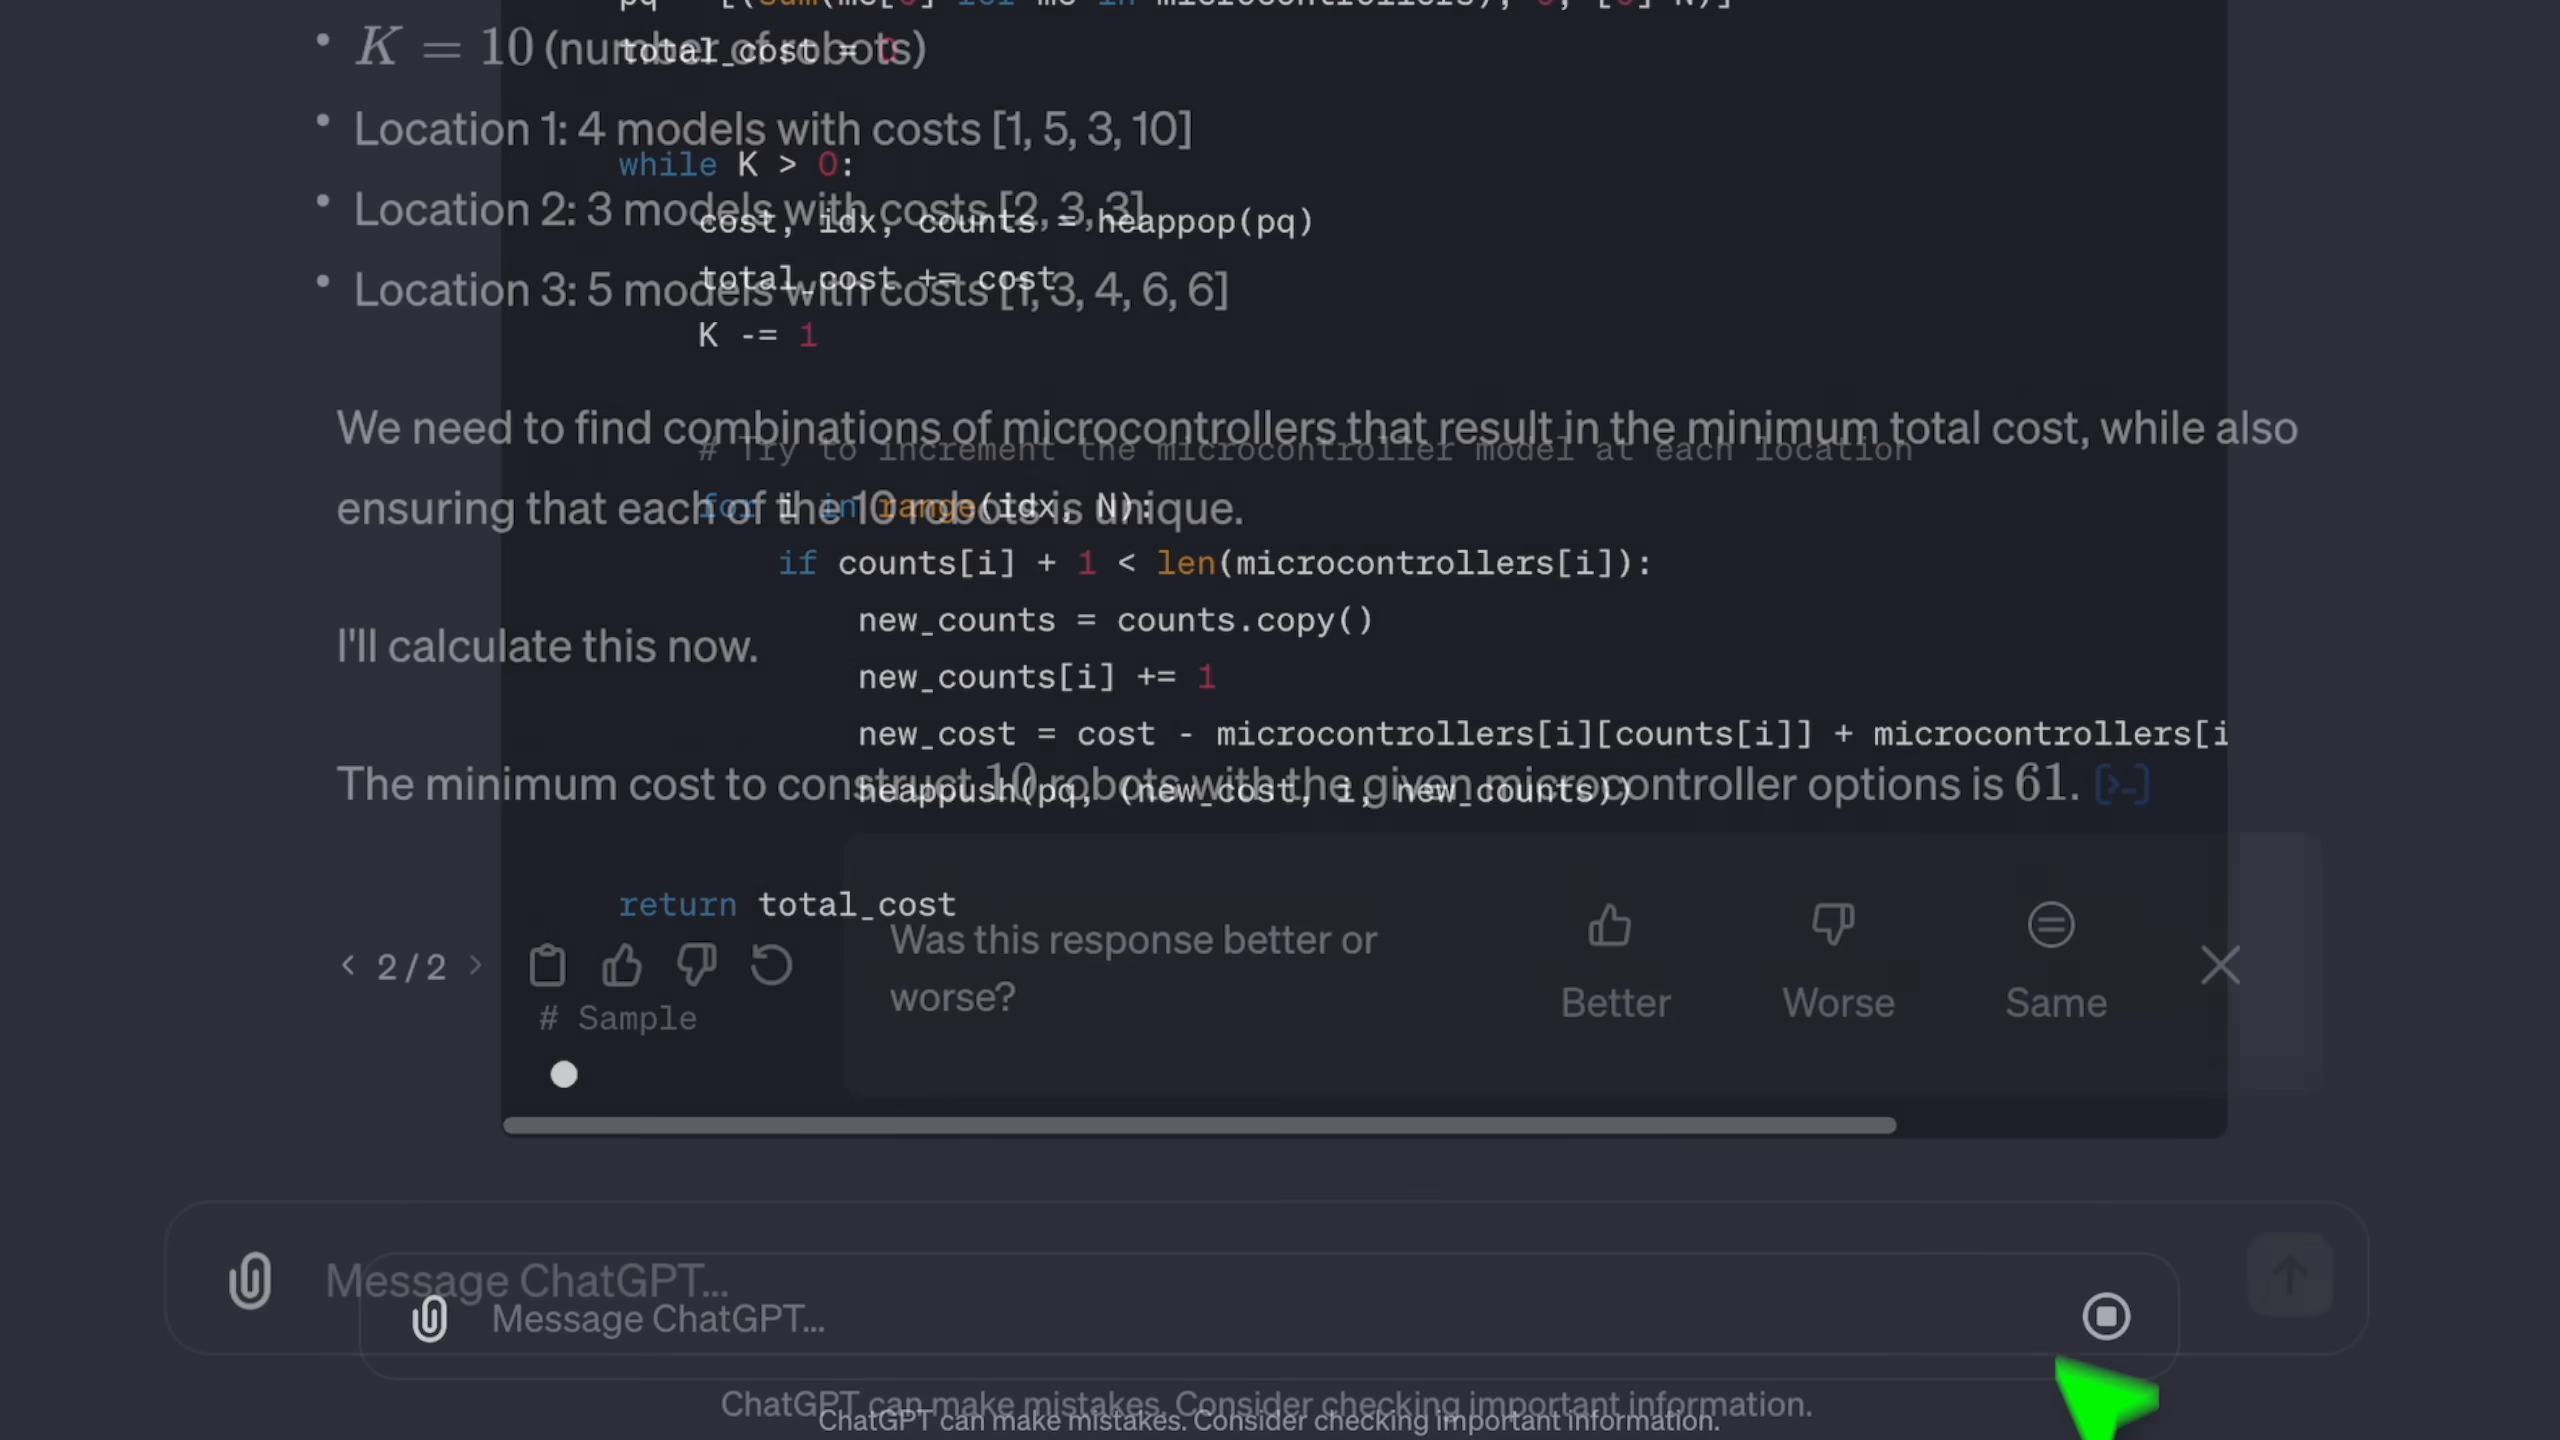 K = 10 (number of robots)
total_cost = 0
Location 1: 4 models with costs [1, 5, 3, 10]
while K > 0:
Location 2: 3 models with costs [2, 3, 3]
cost, idx, counts = heappop(pq)
total_cost += cost
Location 3: 5 models with costs [1, 3, 4, 6, 6]
K -= 1
We need to find combinations of microcontrollers that result in the minimum total cost, while also
# Try to increment the microcontroller model at each location
ensuring that each of the 10 robots is unique.
for i in range(idx, N):
if counts[i] + 1 < len(microcontrollers[i]):
new_counts = counts.copy()
I'll calculate this now.
new_counts[i] += 1
new_cost = cost - microcontrollers[i][counts[i]] + microcontrollers[i
The minimum cost to construct 10 robots with the given microcontroller options is 61. [>_]
heappush(pq, (new_cost, i, new_counts))
return total_cost
Was this response better or
worse?
Better
Worse
Same
< 2 / 2 >
# Sample
Message ChatGPT...
Message ChatGPT...
ChatGPT can make mistakes. Consider checking important information.
ChatGPT can make mistakes. Consider checking important information.